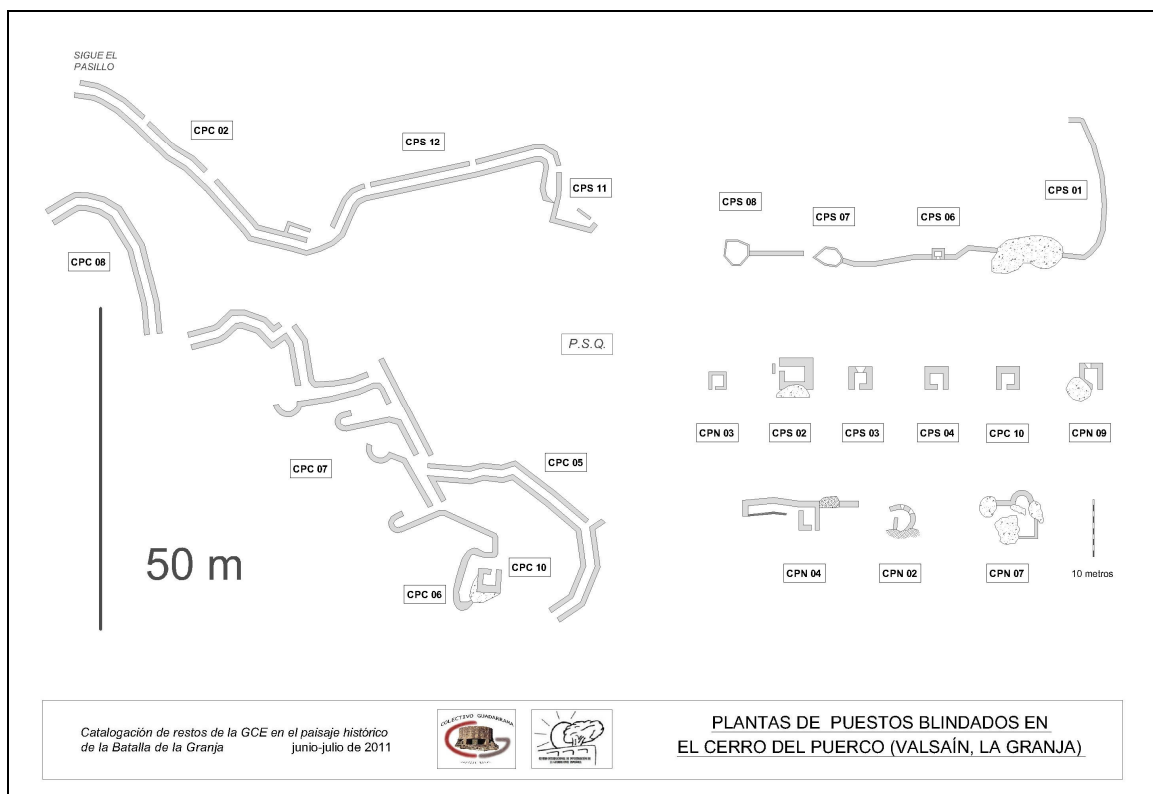 SIGUE EL
PASILLO
CPC 02
CPS 12
CPS 11
CPS 01
CPS 08
CPS 07
CPS 06
CPC 08
P.S.Q.
CPN 03
CPS 02
CPS 03
CPS 04
CPC 10
CPN 09
CPC 07
CPC 05
50 m
CPC 10
CPC 06
CPN 04
CPN 02
CPN 07
10 metros
Catalogación de restos de la GCE en el paisaje histórico
de la Batalla de la Granja junio-julio de 2011
COLECTIVO GUADARRAMA
PLANTAS DE PUESTOS BLINDADOS EN
EL CERRO DEL PUERCO (VALSAÍN, LA GRANJA)